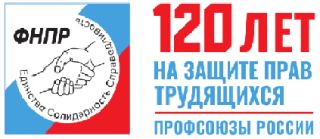 ФНПР
Единство Солидарность Справедливость
120 ЛЕТ
НА ЗАЩИТЕ ПРАВ
ТРУДЯЩИХСЯ
ПРОФСОЮЗЫ РОССИИ